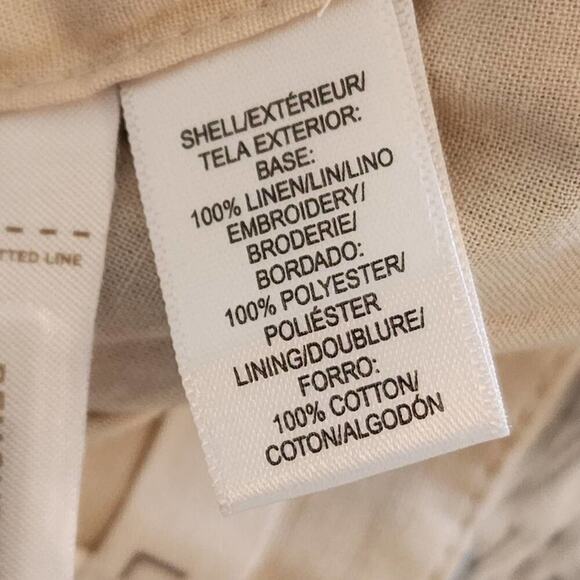 SHELL/EXTÉRIEUR/
TELA EXTERIOR:
BASE:
100% LINEN/LIN/LINO
EMBROIDERY/
BRODERIE/
BORDADO:
100% POLYESTER/
POLIÉSTER
LINING/DOUBLURE/
FORRO:
100% COTTON/
COTON/ALGODÓN
LINE